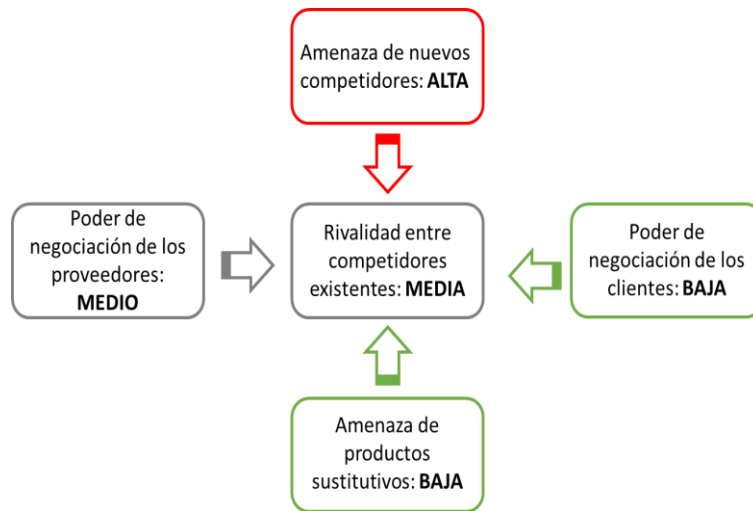 Amenaza de nuevos
competidores: ALTA
Poder de
negociación de los
proveedores:
MEDIO
Rivalidad entre
competidores
existentes: MEDIA
Poder de
negociación de los
clientes: BAJA
Amenaza de
productos
sustitutivos: BAJA